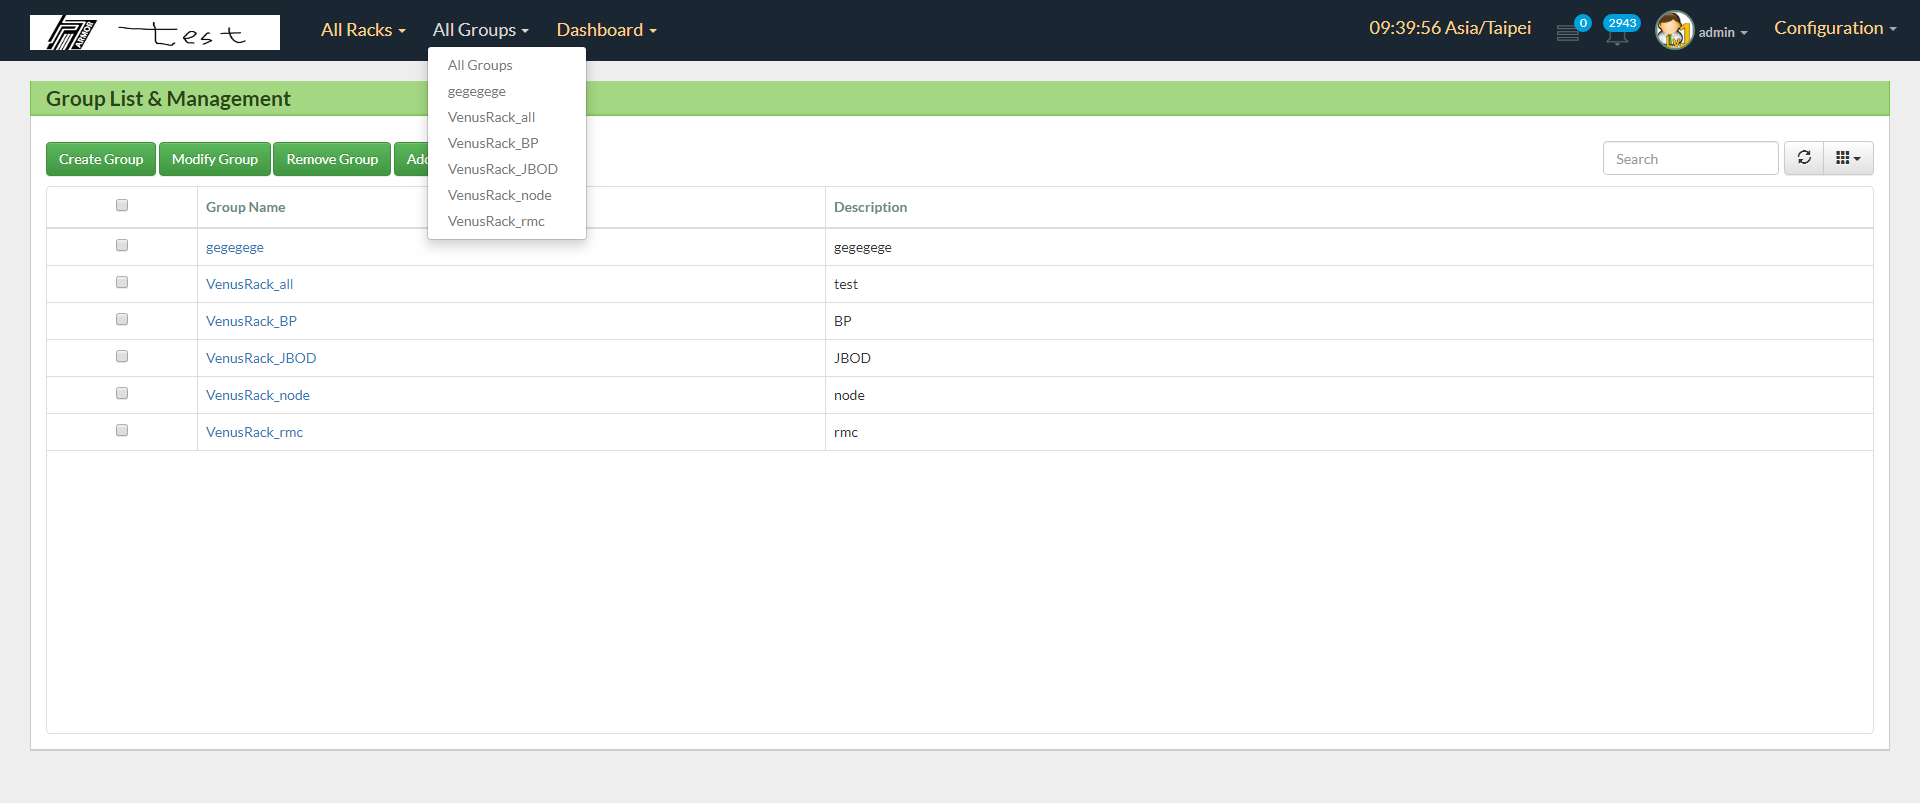 ARMOR test All Racks All Groups Dashboard 09:39:56 Asia/Taipei 0 2943 admin Configuration
All Groups
gegegege
VenusRack_all
VenusRack_BP
VenusRack_JBOD
VenusRack_node
VenusRack_rmc
Group List & Management
Create Group Modify Group Remove Group Search
Group Name Description
gegegege gegegege
VenusRack_all test
VenusRack_BP BP
VenusRack_JBOD JBOD
VenusRack_node node
VenusRack_rmc rmc